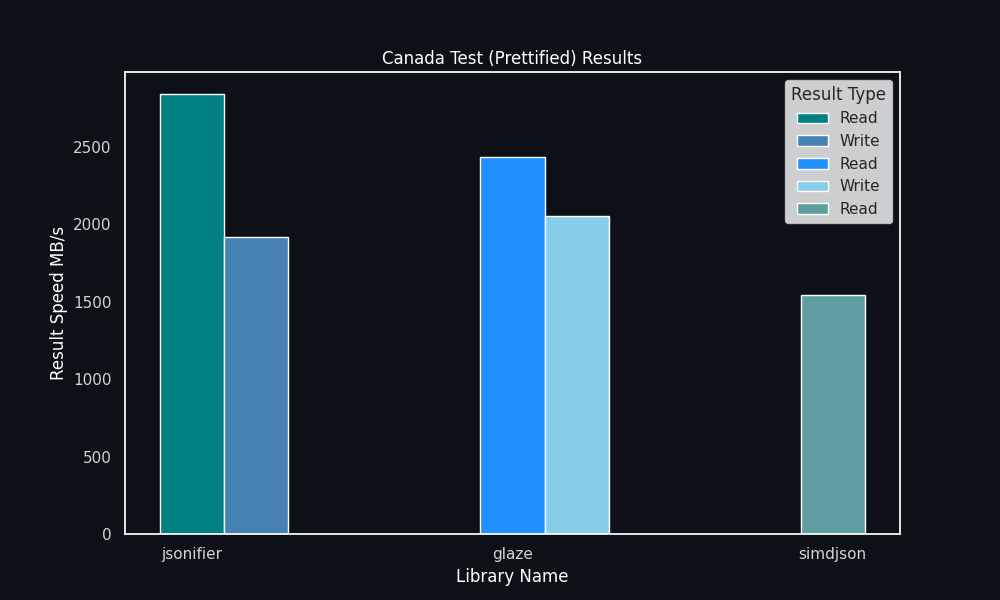 Canada Test (Prettified) Results
Result Type
Read
Write
Read
Write
Read
Result Speed MB/s
2500
2000
1500
1000
500
0
jsonifier
glaze
simdjson
Library Name